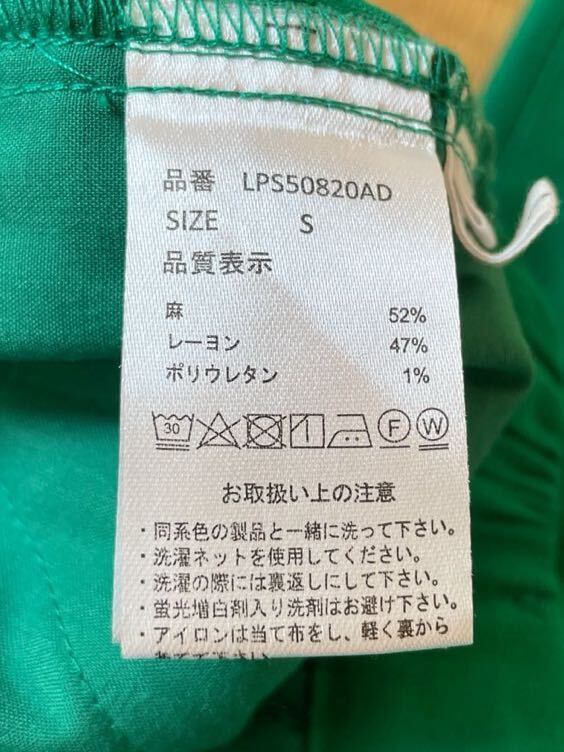 品番 LPS50820AD
SIZE S
品質表示
麻 52%
レーヨン 47%
ポリウレタン 1%
30 F W
お取扱い上の注意
・同系色の製品と一緒に洗って下さい。
・洗濯ネットを使用してください。
・洗濯の際には裏返しにして下さい。
・蛍光増白剤入り洗剤はお避け下さい。
・アイロンは当て布をし、軽く裏から